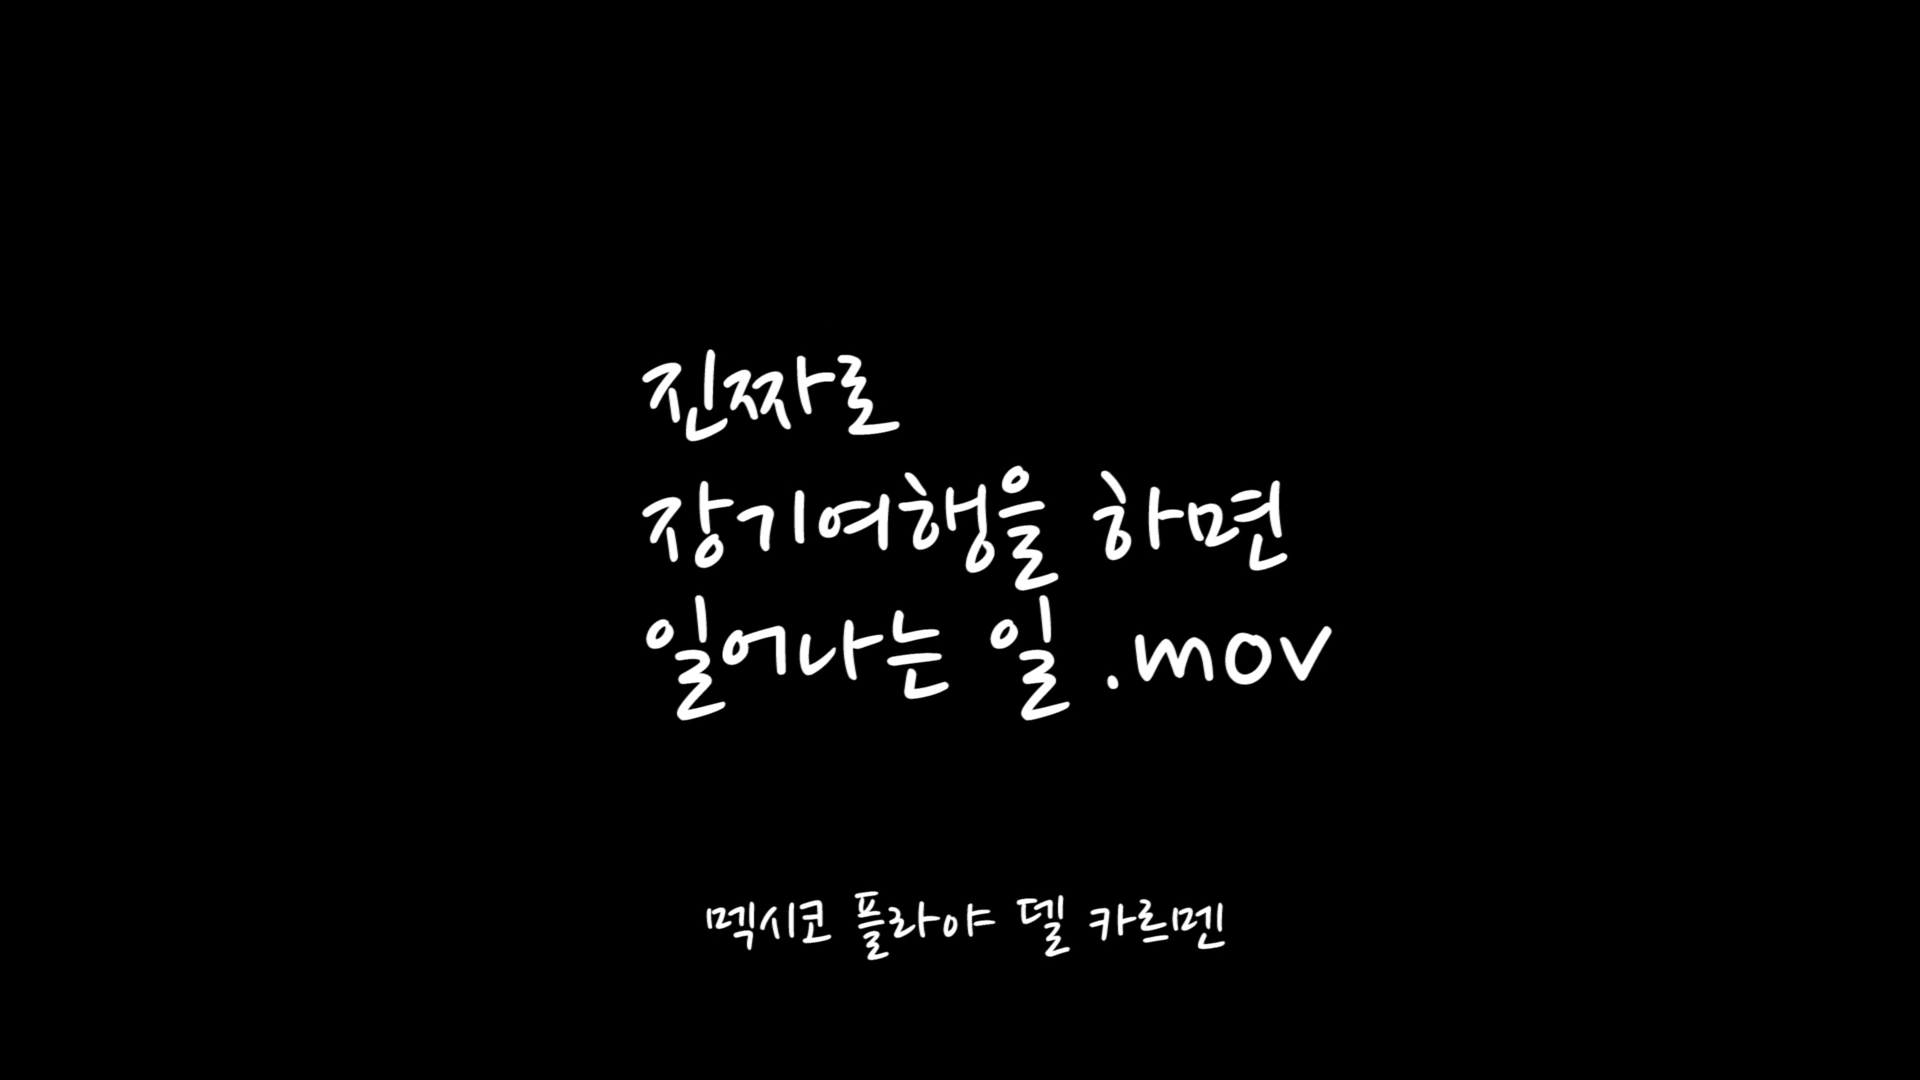 진짜로
장기여행을 하면
일어나는 일 .mov
멕시코 플라야 델 카르멘